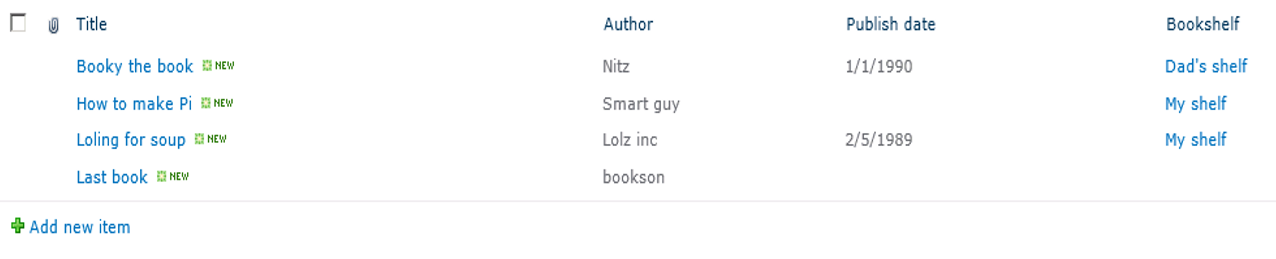 Title Author Publish date Bookshelf
Booky the book NEW Nitz 1/1/1990 Dad's shelf
How to make Pi NEW Smart guy My shelf
Loling for soup NEW Lolz inc 2/5/1989 My shelf
Last book NEW bookson
Add new item